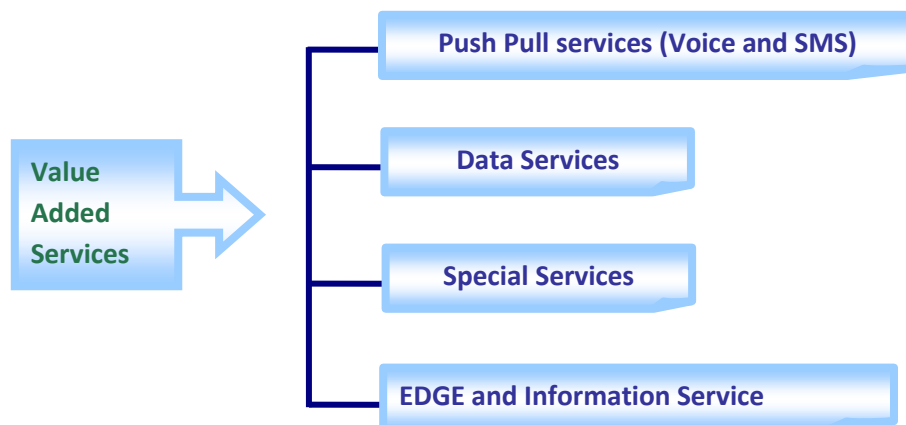 Push Pull services (Voice and SMS)
Value
Added
Services
Data Services
Special Services
EDGE and Information Service